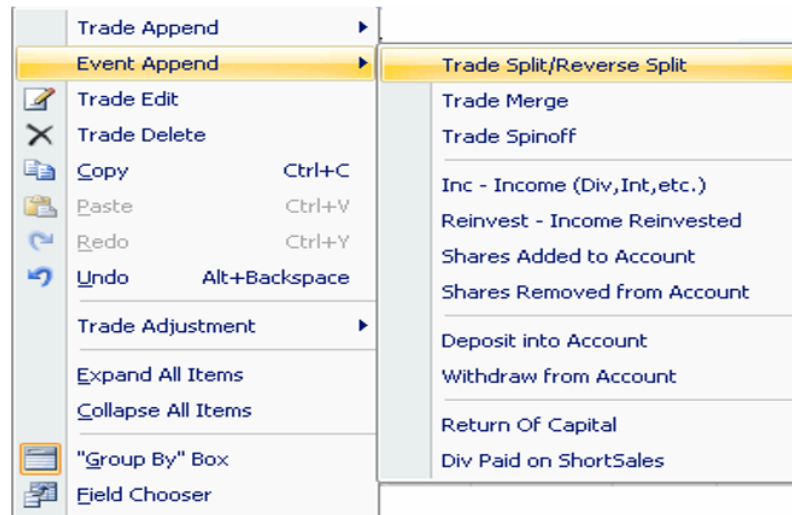 Trade Append
Event Append
Trade Edit
Trade Delete
Copy Ctrl+C
Paste Ctrl+V
Redo Ctrl+Y
Undo Alt+Backspace
Trade Adjustment
Expand All Items
Collapse All Items
"Group By" Box
Field Chooser
Trade Split/Reverse Split
Trade Merge
Trade Spinoff
Inc - Income (Div,Int,etc.)
Reinvest - Income Reinvested
Shares Added to Account
Shares Removed from Account
Deposit into Account
Withdraw from Account
Return Of Capital
Div Paid on ShortSales